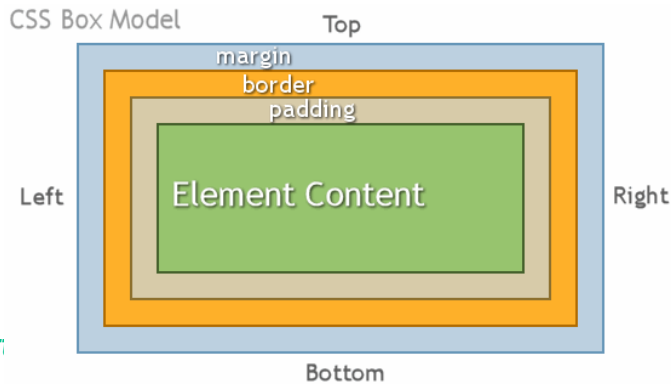 CSS Box Model
Top
margin
border
padding
Left
Element Content
Right
Bottom